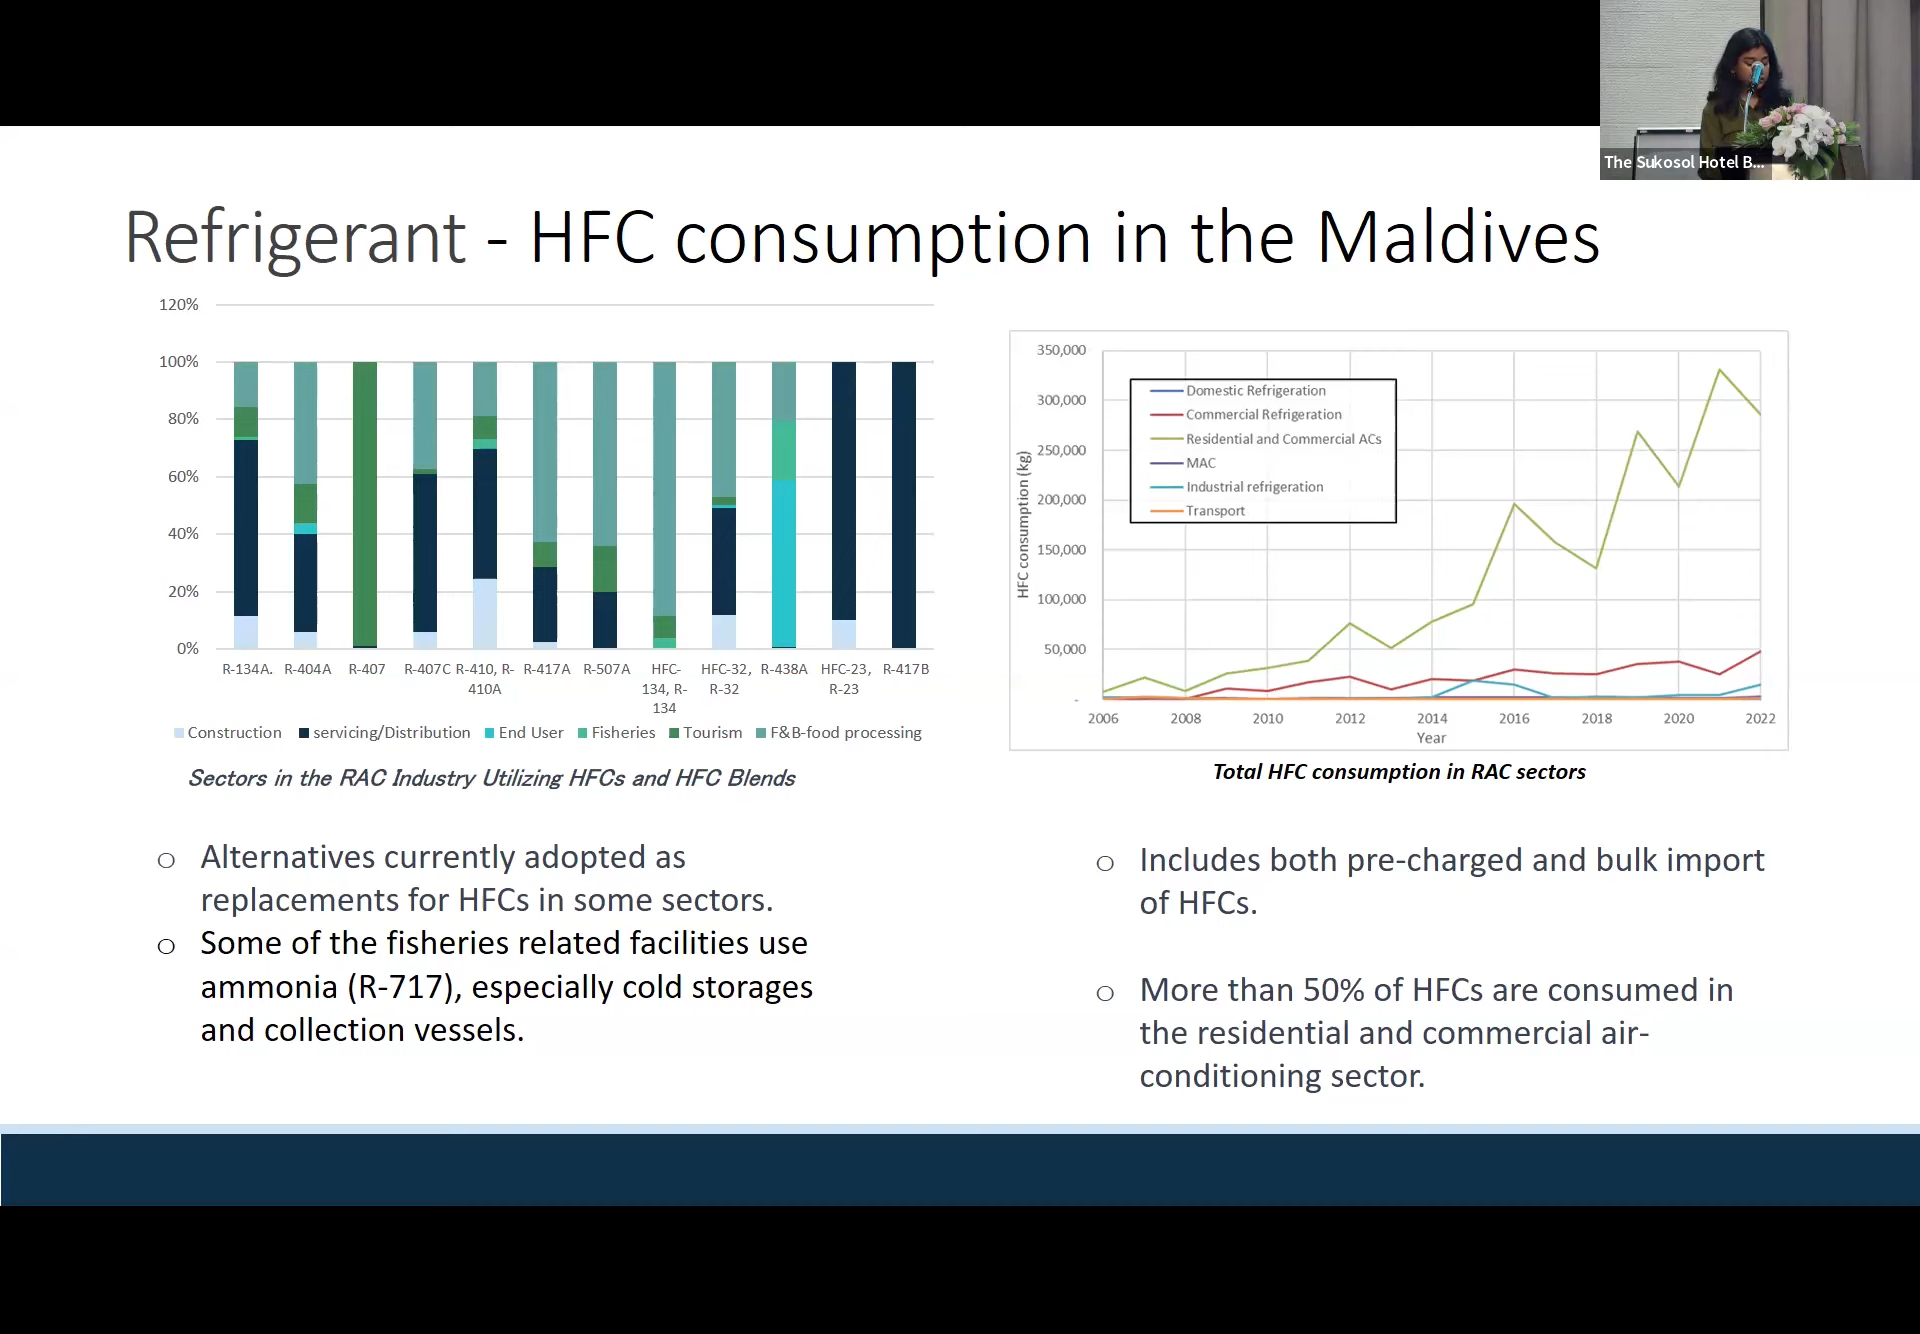 The Sukosol Hotel B...
Refrigerant - HFC consumption in the Maldives
120%
100%
80%
60%
40%
20%
0%
R-134A.
R-404A
R-407
R-407C
R-410, R-
410A
R-417A
R-507A
HFC-
134, R-
134
HFC-32,
R-32
R-438A
HFC-23,
R-23
R-417B
Construction
servicing/Distribution
End User
Fisheries
Tourism
F&B-food processing
Sectors in the RAC Industry Utilizing HFCs and HFC Blends
350,000
300,000
250,000
200,000
150,000
100,000
50,000
-
HFC consumption (kg)
Domestic Refrigeration
Commercial Refrigeration
Residential and Commercial ACs
MAC
Industrial refrigeration
Transport
2006
2008
2010
2012
2014
2016
2018
2020
2022
Year
Total HFC consumption in RAC sectors
o Alternatives currently adopted as
replacements for HFCs in some sectors.
o Some of the fisheries related facilities use
ammonia (R-717), especially cold storages
and collection vessels.
o Includes both pre-charged and bulk import
of HFCs.
o More than 50% of HFCs are consumed in
the residential and commercial air-
conditioning sector.